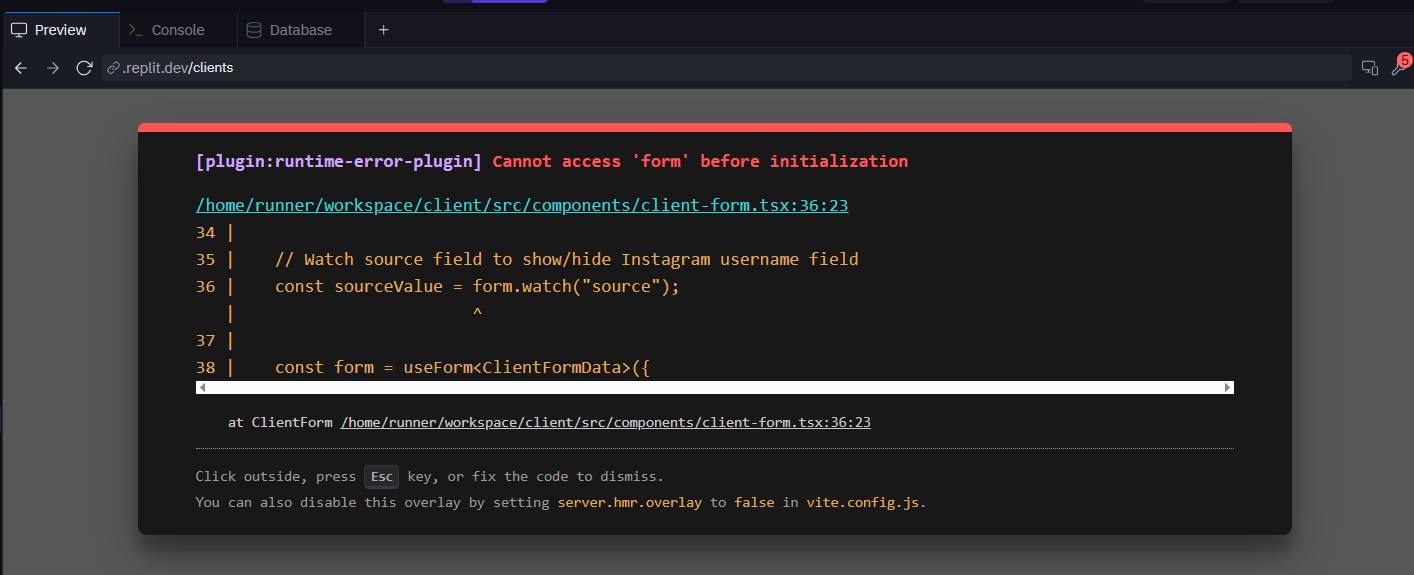 Preview
Console
Database
+
.replit.dev/clients
5
[plugin:runtime-error-plugin] Cannot access 'form' before initialization
/home/runner/workspace/client/src/components/client-form.tsx:36:23
34 |
35 |    // Watch source field to show/hide Instagram username field
36 |    const sourceValue = form.watch("source");
   |                        ^
37 |
38 |    const form = useForm<ClientFormData>({
at ClientForm /home/runner/workspace/client/src/components/client-form.tsx:36:23
Click outside, press Esc key, or fix the code to dismiss.
You can also disable this overlay by setting server.hmr.overlay to false in vite.config.js.